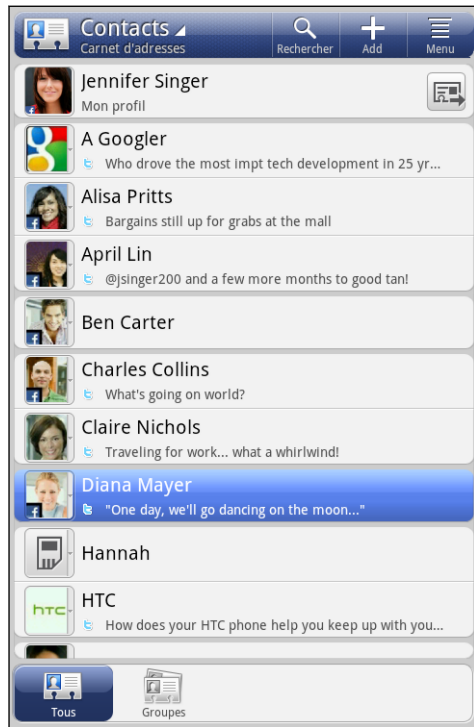 Contacts
Carnet d'adresses
Rechercher
Add
Menu
Jennifer Singer
Mon profil
A Googler
Who drove the most impt tech development in 25 yr...
Alisa Pritts
Bargains still up for grabs at the mall
April Lin
@jsinger200 and a few more months to good tan!
Ben Carter
Charles Collins
What's going on world?
Claire Nichols
Traveling for work... what a whirlwind!
Diana Mayer
"One day, we'll go dancing on the moon..."
Hannah
hTC
HTC
How does your HTC phone help you keep up with you...
Tous
Groupes